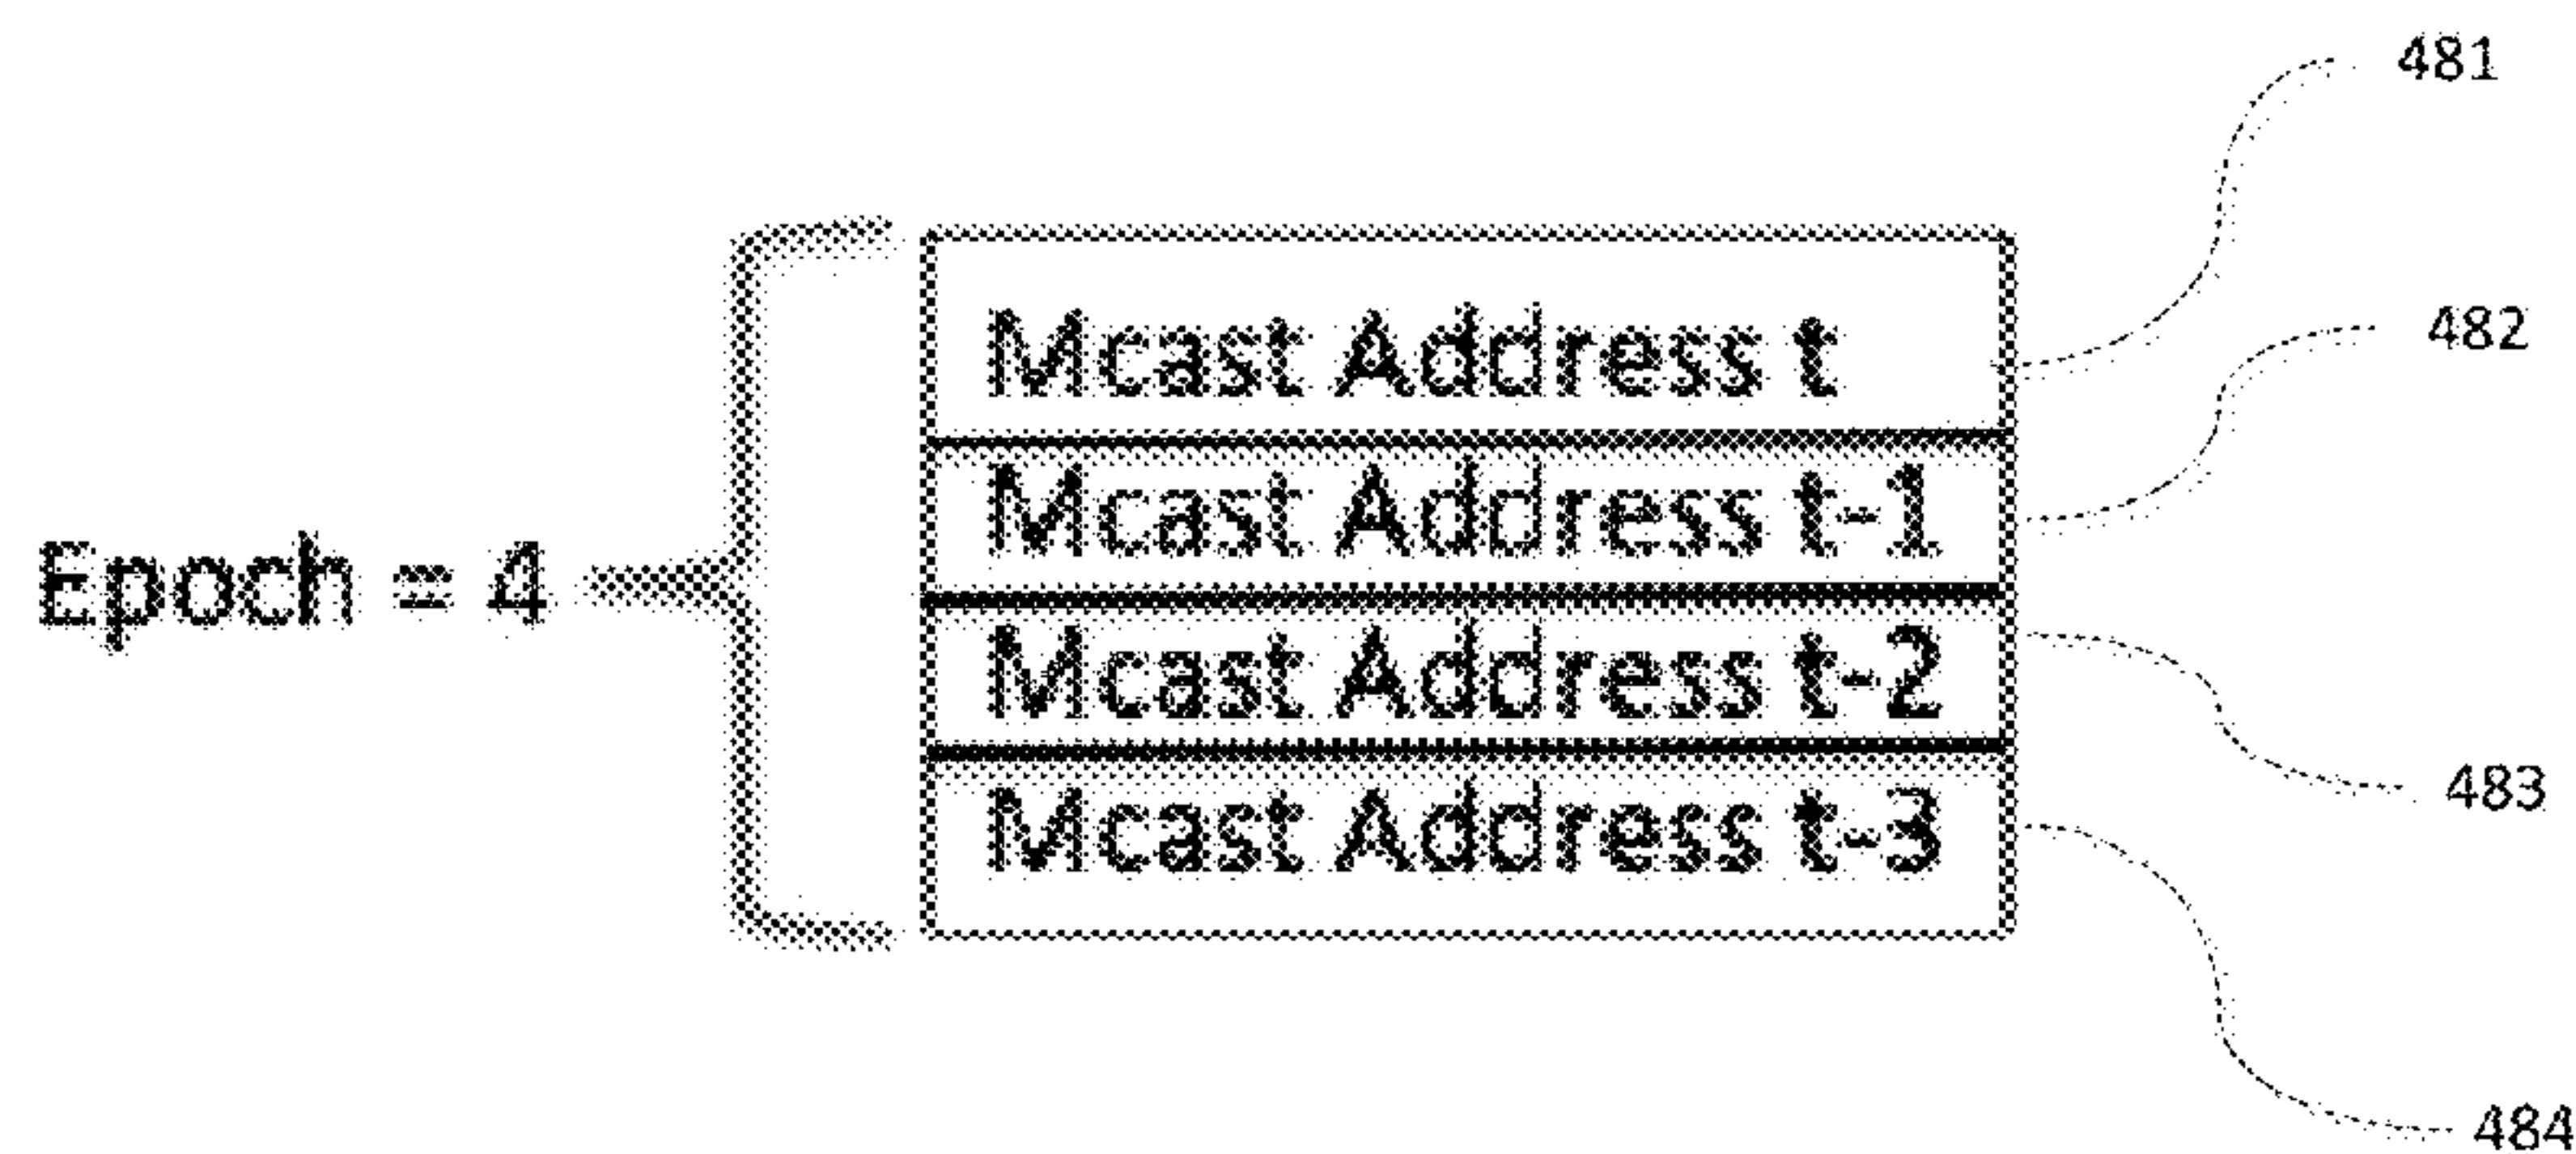 481
Mcast Address t
482
Mcast Address t-1
Epoch = 4
Mcast Address t-2
483
Mcast Address t-3
484